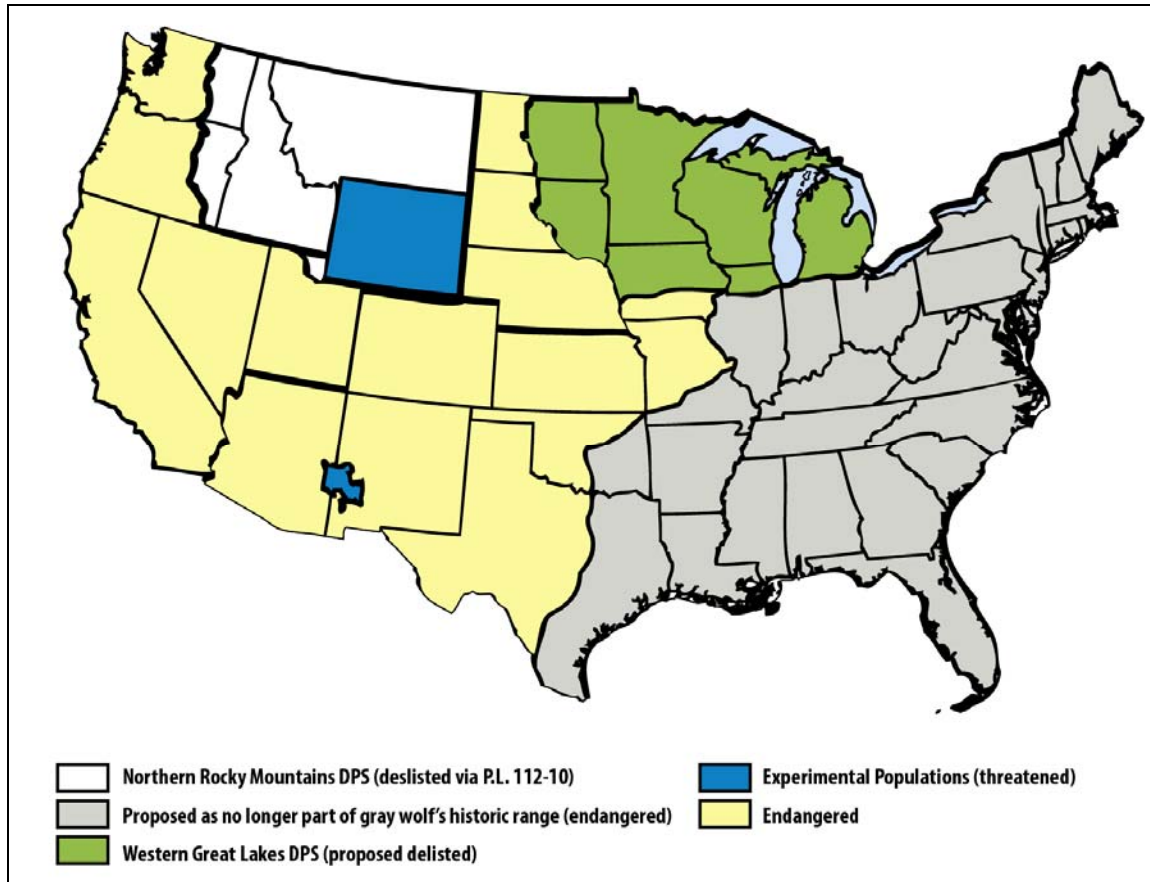 Northern Rocky Mountains DPS (deslisted via P.L. 112-10)
Proposed as no longer part of gray wolf's historic range (endangered)
Western Great Lakes DPS (proposed delisted)
Experimental Populations (threatened)
Endangered